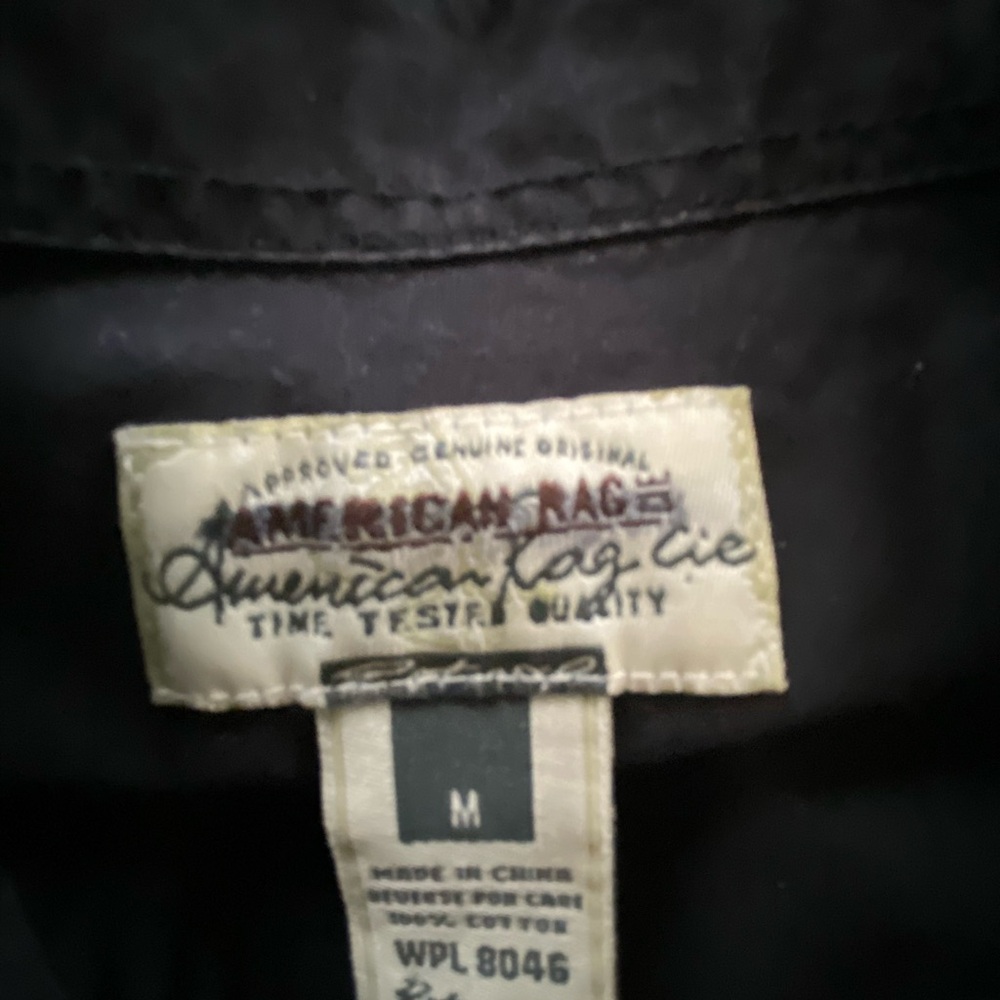 APPROVED GENUINE ORIGINAL
AMERICAN RAG CIE
American Rag Cie
TIME TESTED QUALITY
M
MADE IN CHINA
REVERSE FOR CARE
100% COTTON
WPL 8046